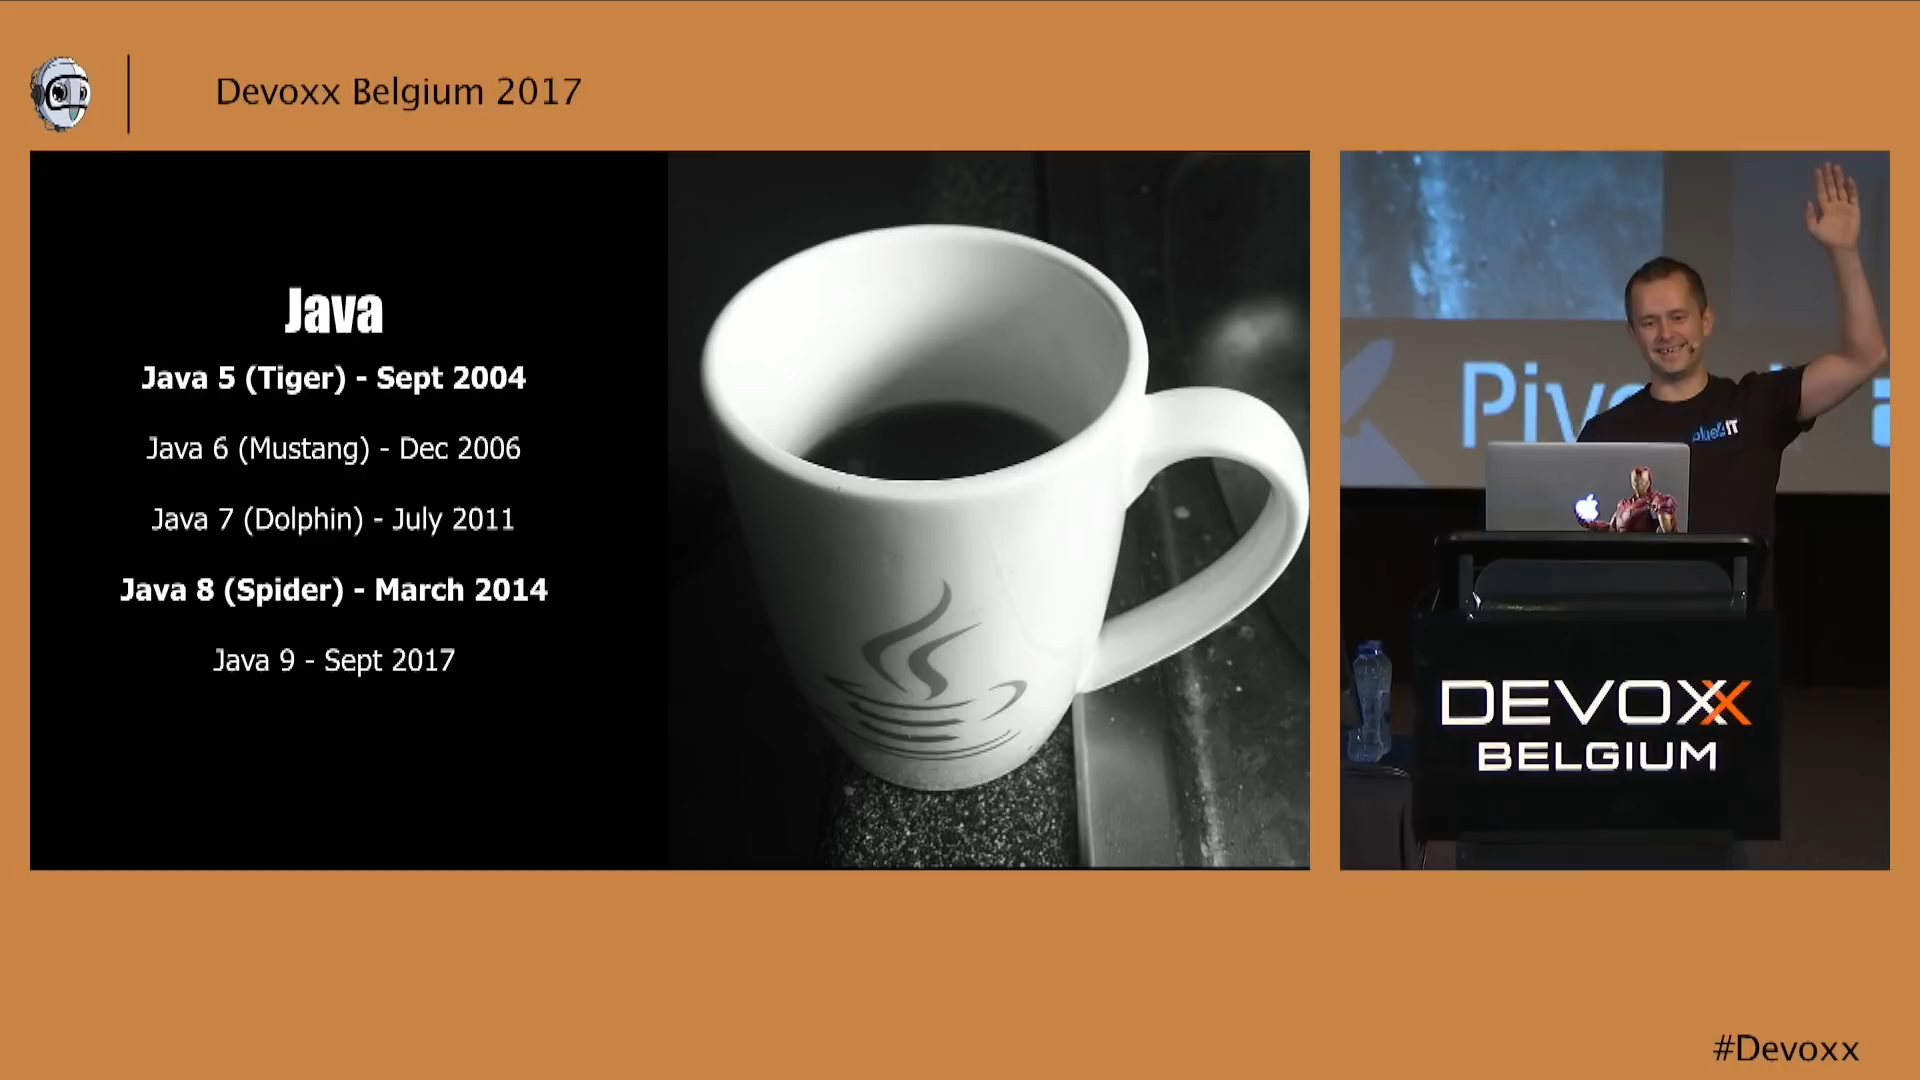 Devoxx Belgium 2017
Java
Java 5 (Tiger) - Sept 2004
Java 6 (Mustang) - Dec 2006
Java 7 (Dolphin) - July 2011
Java 8 (Spider) - March 2014
Java 9 - Sept 2017
DEVOXX
BELGIUM
#Devoxx